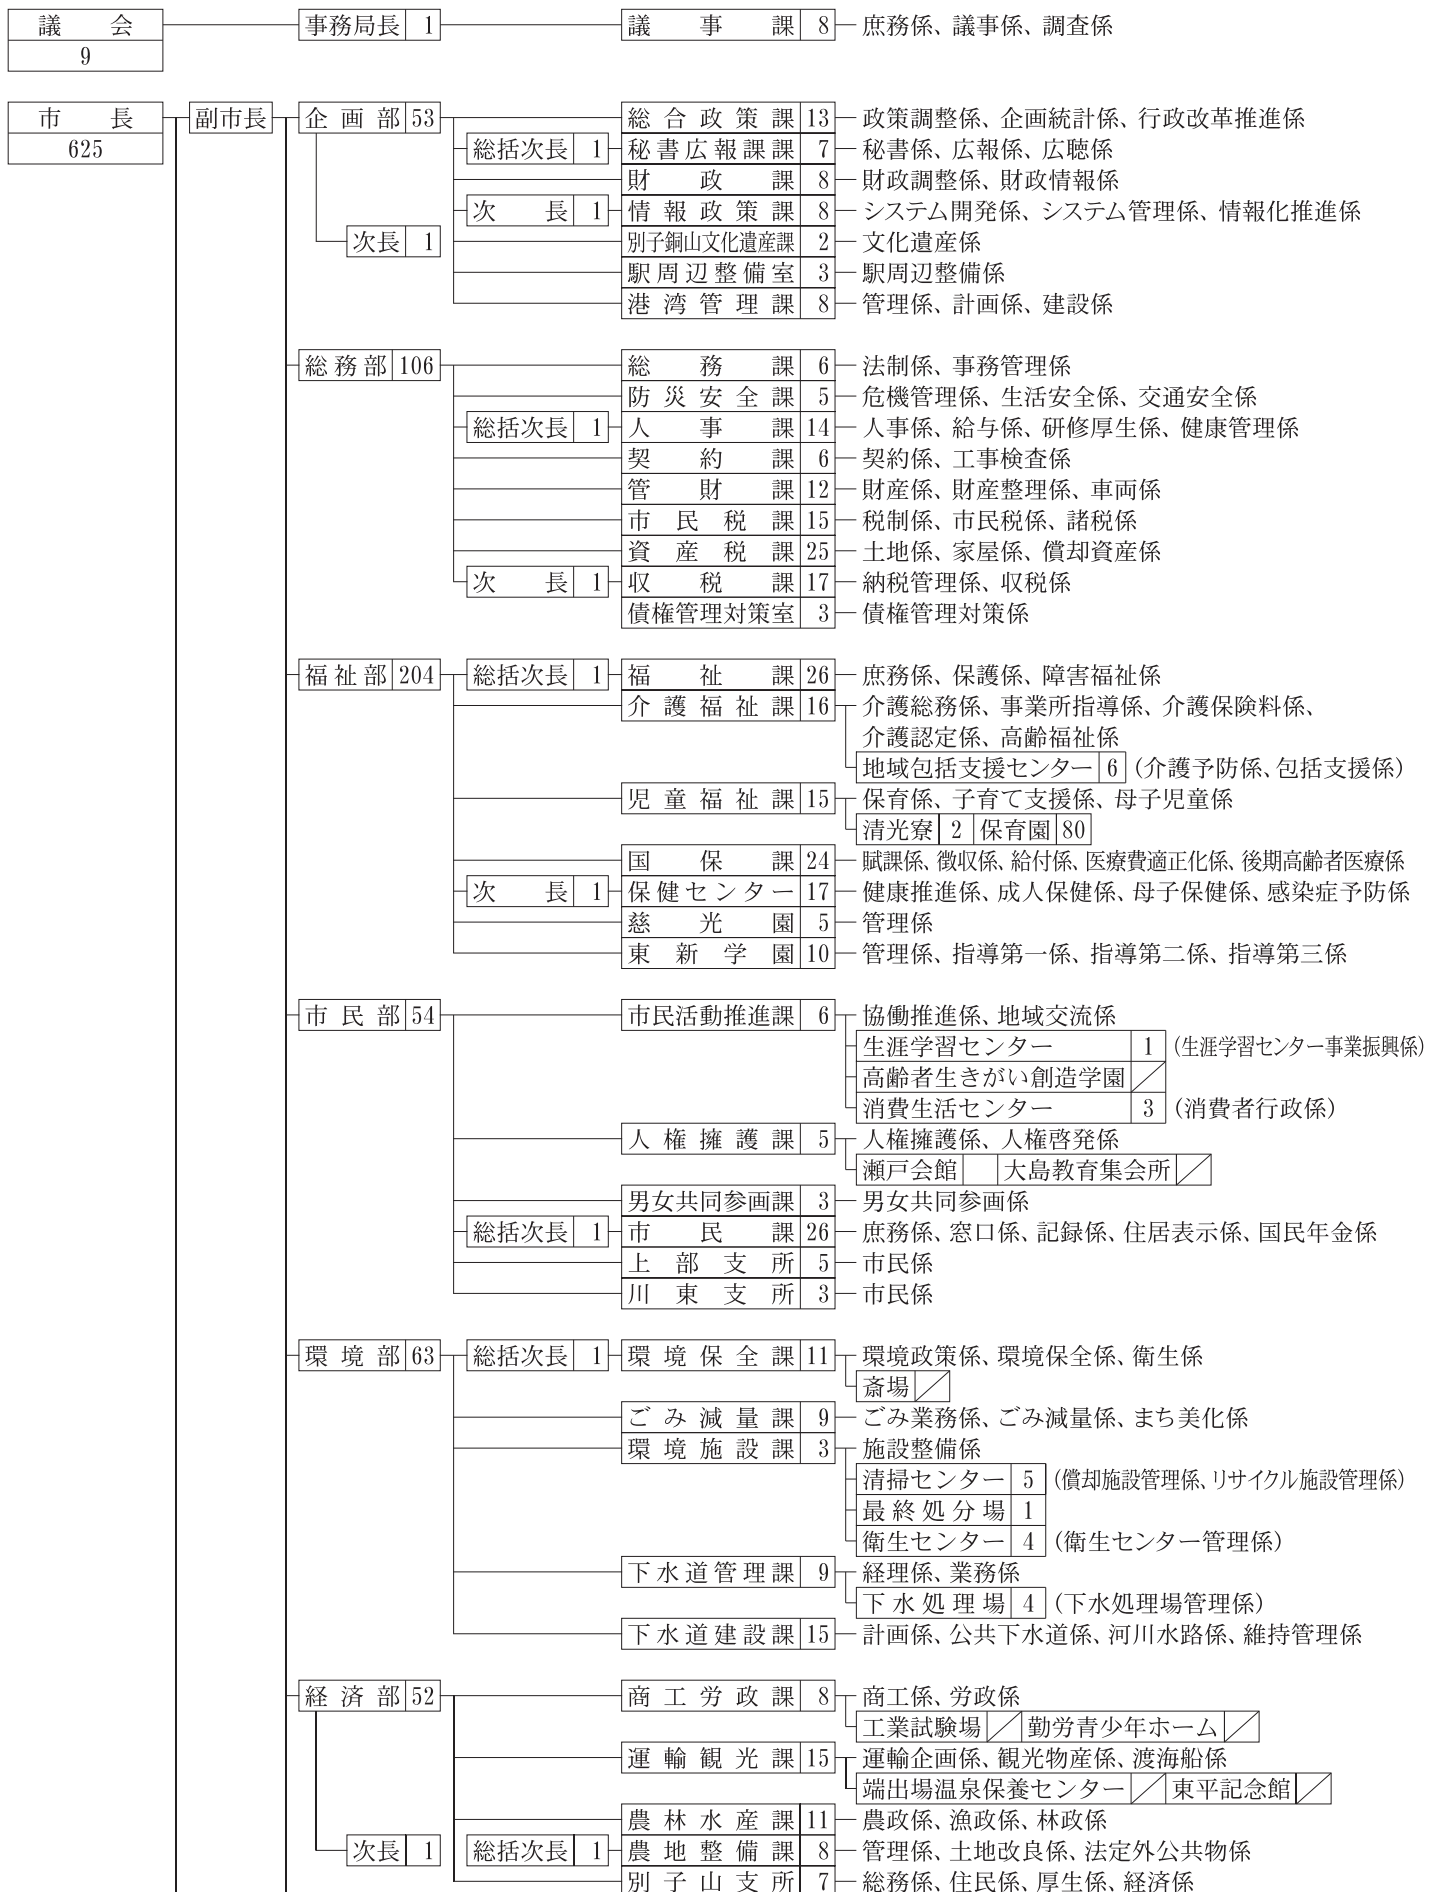 議会 事務局長 1 議事課 8 庶務係、議事係、調査係
9
市長 副市長 企画部 53 総合政策課 13 政策調整係、企画統計係、行政改革推進係
625 総括次長 1 秘書広報課課 7 秘書係、広報係、広聴係
財政課 8 財政調整係、財政情報係
次長 1 情報政策課 8 システム開発係、システム管理係、情報化推進係
次長 1 別子銅山文化遺産課 2 文化遺産係
駅周辺整備室 3 駅周辺整備係
港湾管理課 8 管理係、計画係、建設係
総務部 106 総務課 6 法制係、事務管理係
防災安全課 5 危機管理係、生活安全係、交通安全係
総括次長 1 人事課 14 人事係、給与係、研修厚生係、健康管理係
契約課 6 契約係、工事検査係
管財課 12 財産係、財産整理係、車両係
市民税課 15 税制係、市民税係、諸税係
資産税課 25 土地係、家屋係、償却資産係
次長 1 収税課 17 納税管理係、収税係
債権管理対策室 3 債権管理対策係
福祉部 204 総括次長 1 福祉課 26 庶務係、保護係、障害福祉係
介護福祉課 16 介護総務係、事業所指導係、介護保険料係、
介護認定係、高齢福祉係
地域包括支援センター 6 (介護予防係、包括支援係)
児童福祉課 15 保育係、子育て支援係、母子児童係
清光寮 2 保育園 80
国保課 24 賦課係、徴収係、給付係、医療費適正化係、後期高齢者医療係
次長 1 保健センター 17 健康推進係、成人保健係、母子保健係、感染症予防係
慈光園 5 管理係
東新学園 10 管理係、指導第一係、指導第二係、指導第三係
市民部 54 市民活動推進課 6 協働推進係、地域交流係
生涯学習センター 1 (生涯学習センター事業振興係)
高齢者生きがい創造学園
消費生活センター 3 (消費者行政係)
人権擁護課 5 人権擁護係、人権啓発係
瀬戸会館 大島教育集会所
男女共同参画課 3 男女共同参画係
総括次長 1 市民課 26 庶務係、窓口係、記録係、住居表示係、国民年金係
上部支所 5 市民係
川東支所 3 市民係
環境部 63 総括次長 1 環境保全課 11 環境政策係、環境保全係、衛生係
斎場
ごみ減量課 9 ごみ業務係、ごみ減量係、まち美化係
環境施設課 3 施設整備係
清掃センター 5 (償却施設管理係、リサイクル施設管理係)
最終処分場 1
衛生センター 4 (衛生センター管理係)
下水道管理課 9 経理係、業務係
下水処理場 4 (下水処理場管理係)
下水道建設課 15 計画係、公共下水道係、河川水路係、維持管理係
経済部 52 商工労政課 8 商工係、労政係
工業試験場 勤労青少年ホーム
運輸観光課 15 運輸企画係、観光物産係、渡海船係
端出場温泉保養センター 東平記念館
農林水産課 11 農政係、漁政係、林政係
次長 1 総括次長 1 農地整備課 8 管理係、土地改良係、法定外公共物係
別子山支所 7 総務係、住民係、厚生係、経済係